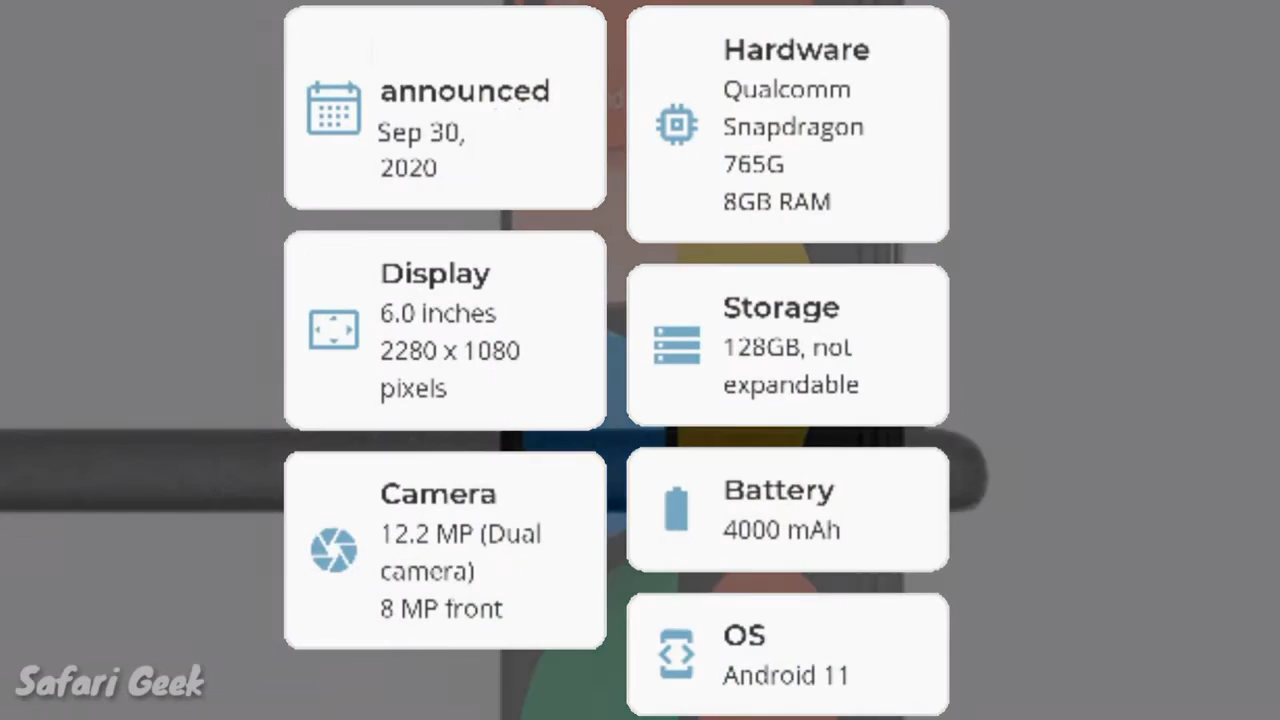 announced
Sep 30,
2020
Display
6.0 inches
2280 x 1080
pixels
Camera
12.2 MP (Dual
camera)
8 MP front
Hardware
Qualcomm
Snapdragon
765G
8GB RAM
Storage
128GB, not
expandable
Battery
4000 mAh
OS
Android 11
Safari Geek